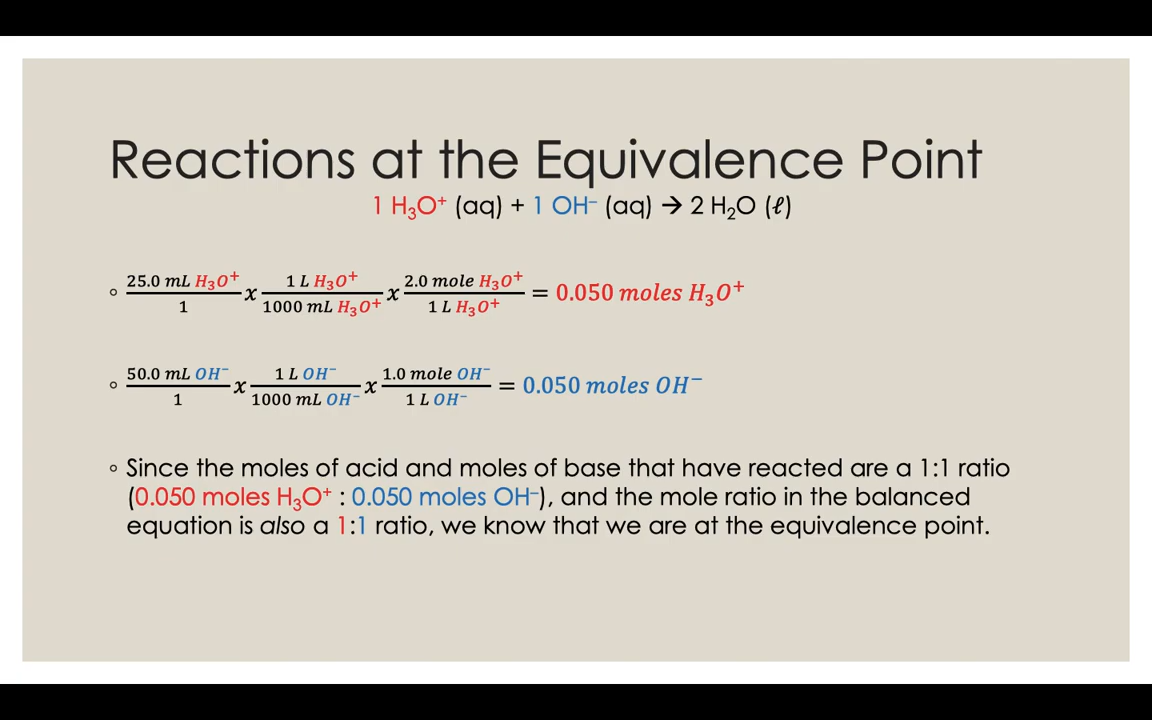 Reactions at the Equivalence Point
1 H₃O⁺ (aq) + 1 OH⁻ (aq) → 2 H₂O (ℓ)
◦ 25.0 mL H₃O⁺/1 x 1 L H₃O⁺/1000 mL H₃O⁺ x 2.0 mole H₃O⁺/1 L H₃O⁺ = 0.050 moles H₃O⁺
◦ 50.0 mL OH⁻/1 x 1 L OH⁻/1000 mL OH⁻ x 1.0 mole OH⁻/1 L OH⁻ = 0.050 moles OH⁻
◦ Since the moles of acid and moles of base that have reacted are a 1:1 ratio
(0.050 moles H₃O⁺ : 0.050 moles OH⁻), and the mole ratio in the balanced
equation is also a 1:1 ratio, we know that we are at the equivalence point.